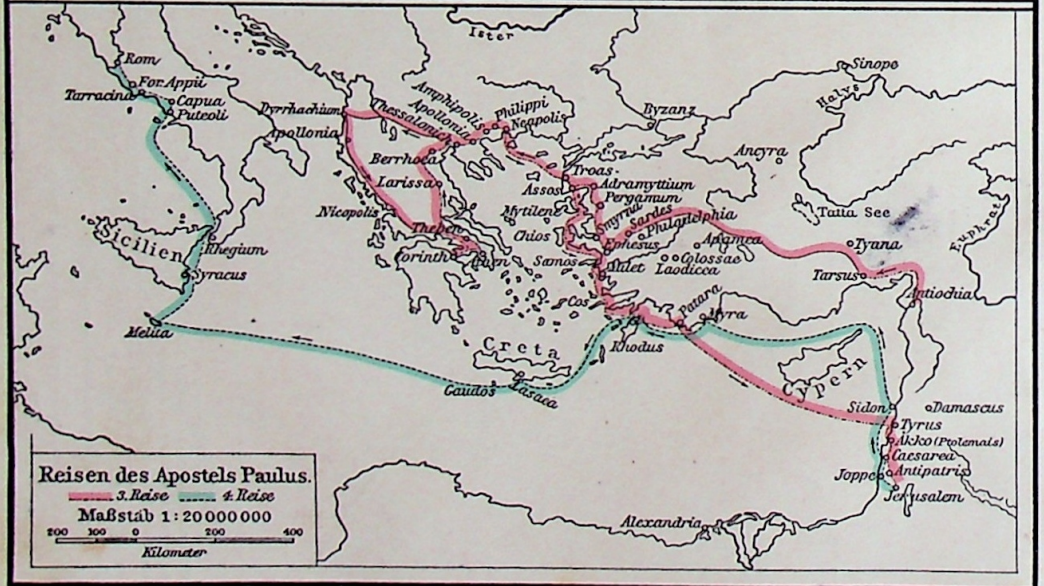 Ister
Rom
For. Appii
Tarracina
Capua
Puteoli
Sinope
Halys
Amphipolis
Philippi
Apollonia
Neapolis
Byzanz
Dyrrhachium
Thessalonich
Apollonia
Berrhoea
Ancyra
Troas
Larissa
Assos
Adramyttium
Pergamum
Nicopolis
Mytilene
Smyrna
Sardes
Philadelphia
Tatta See
Euphrat
Theben
Chios
Ephesus
Apamea
Tyana
Sicilien
Rhegium
Corinth
Samos
Colossae
Milet
Laodicea
Tarsus
Syracus
Cos
Patara
Myra
Antiochia
Melita
Creta
Rhodus
Cypern
Gaudos
Lasaea
Sidon
Damascus
Tyrus
Akko (Ptolemais)
Caesarea
Joppe
Antipatris
Jerusalem
Alexandria
Reisen des Apostels Paulus.
3. Reise 4. Reise
Maßstab 1:20000000
200 100 0 200 400
Kilometer